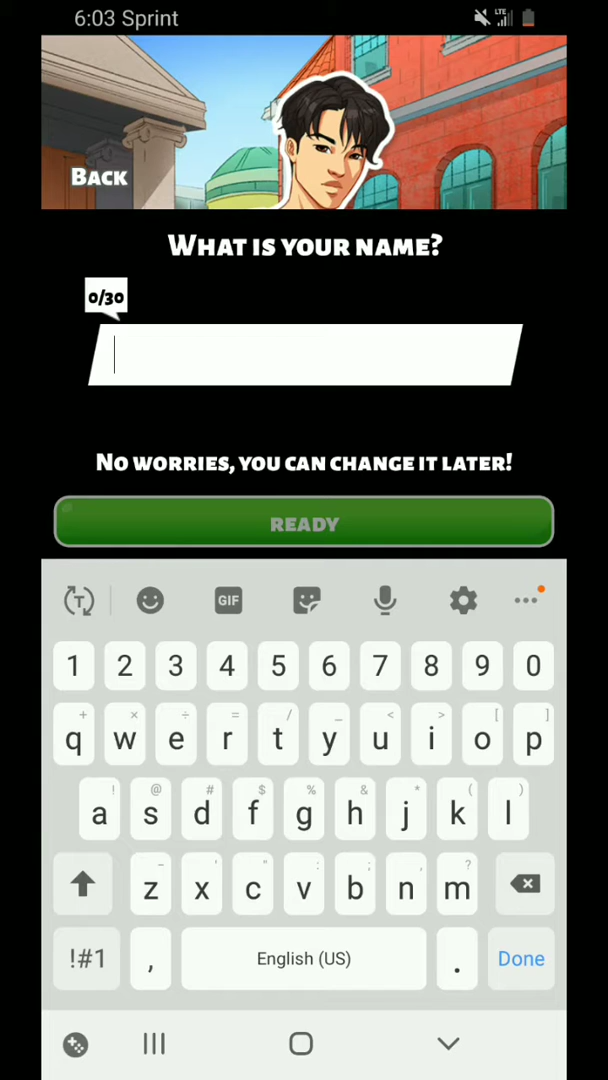 6:03 Sprint
LTE
BACK
WHAT IS YOUR NAME?
0/30
NO WORRIES, YOU CAN CHANGE IT LATER!
READY
T GIF
1 2 3 4 5 6 7 8 9 0
+ × ÷ = / _ < > [ ]
q w e r t y u i o p
! @ # $ % & * ( )
a s d f g h j k l
- ' " : ; , ?
z x c v b n m
!#1 , English (US) . Done